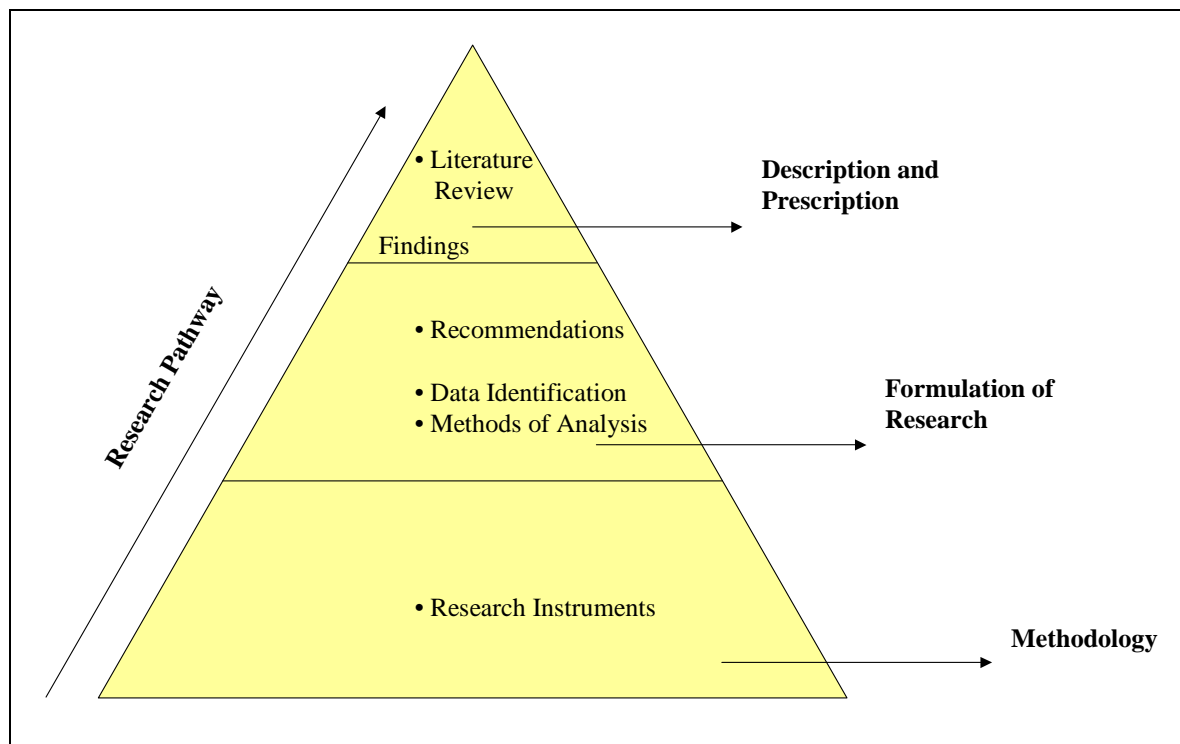 • Literature
Review
Findings
Description and
Prescription
Research Pathway
• Recommendations
• Data Identification
• Methods of Analysis
Formulation of
Research
• Research Instruments
Methodology